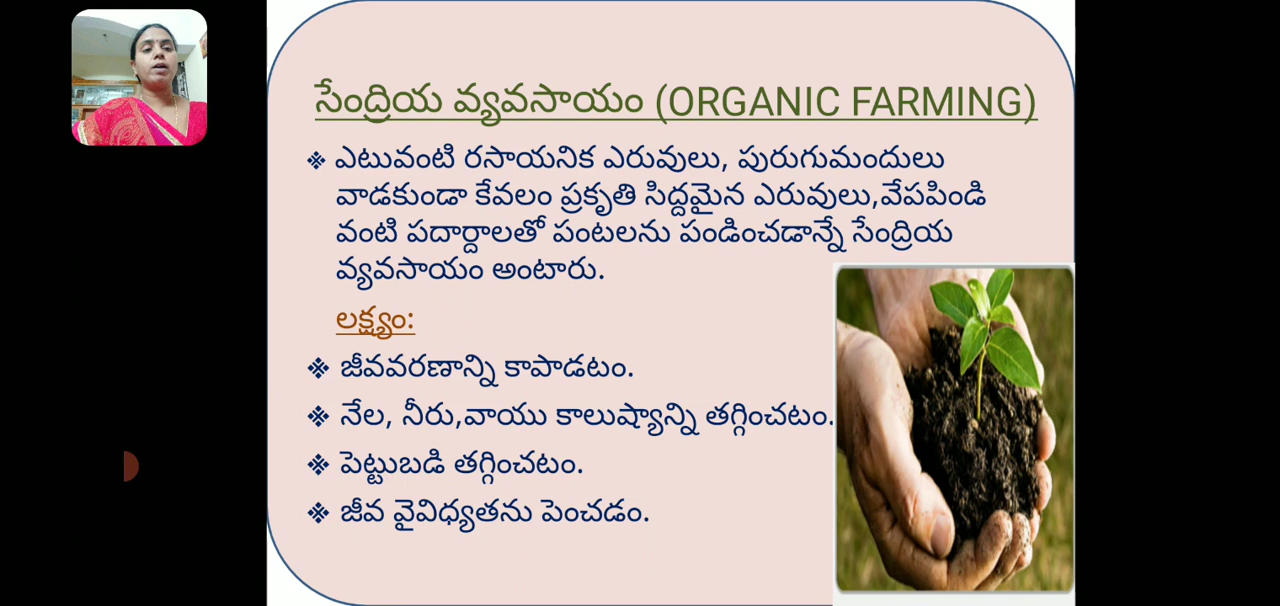 సేంద్రియ వ్యవసాయం (ORGANIC FARMING)
❖ ఎటువంటి రసాయనిక ఎరువులు, పురుగుమందులు
వాడకుండా కేవలం ప్రకృతి సిద్దమైన ఎరువులు,వేపపిండి
వంటి పదార్దాలతో పంటలను పండించడాన్నే సేంద్రియ
వ్యవసాయం అంటారు.
లక్ష్యం:
❖ జీవవరణాన్ని కాపాడటం.
❖ నేల, నీరు,వాయు కాలుష్యాన్ని తగ్గించటం.
❖ పెట్టుబడి తగ్గించటం.
❖ జీవ వైవిధ్యతను పెంచడం.